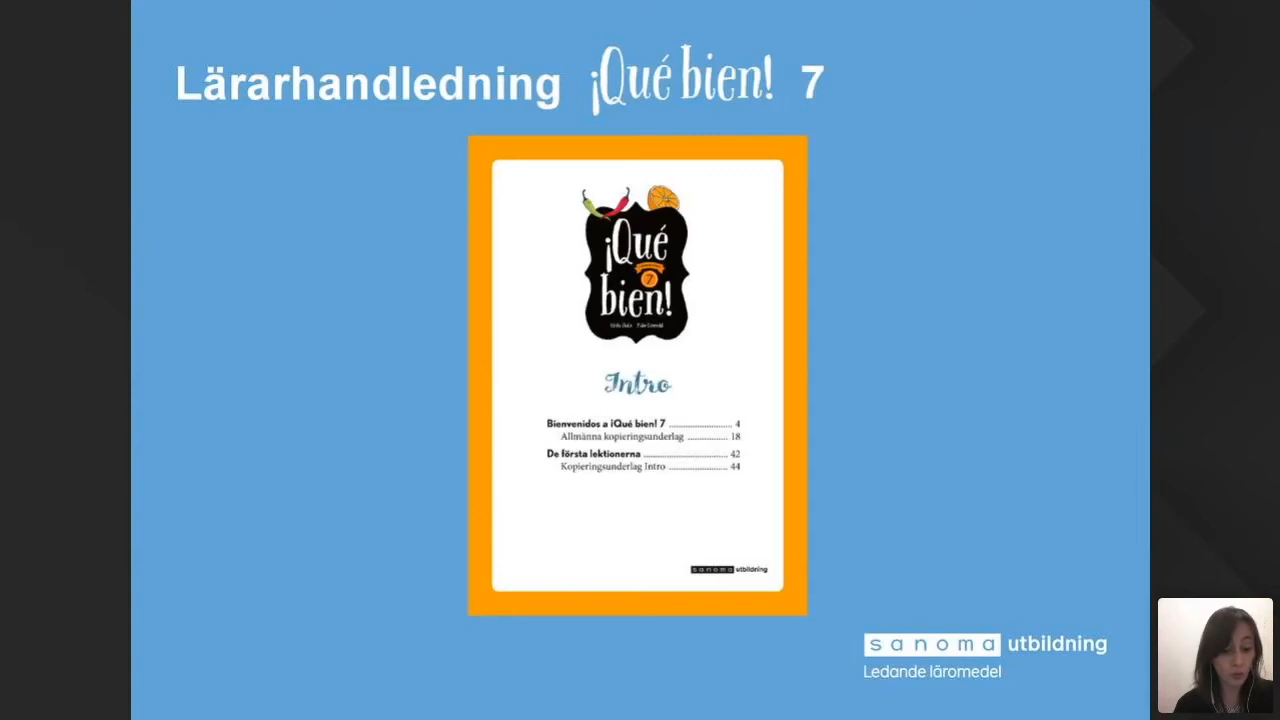 Lärarhandledning ¡Qué bien! 7
¡Qué
7
bien!
Intro
Bienvenidos a ¡Qué bien! 7 ........................ 4
Allmänna kopieringsunderlag ............... 18
De första lektionerna ............................... 42
Kopieringsunderlag Intro ...................... 44
sanoma utbildning
sanoma utbildning
Ledande läromedel